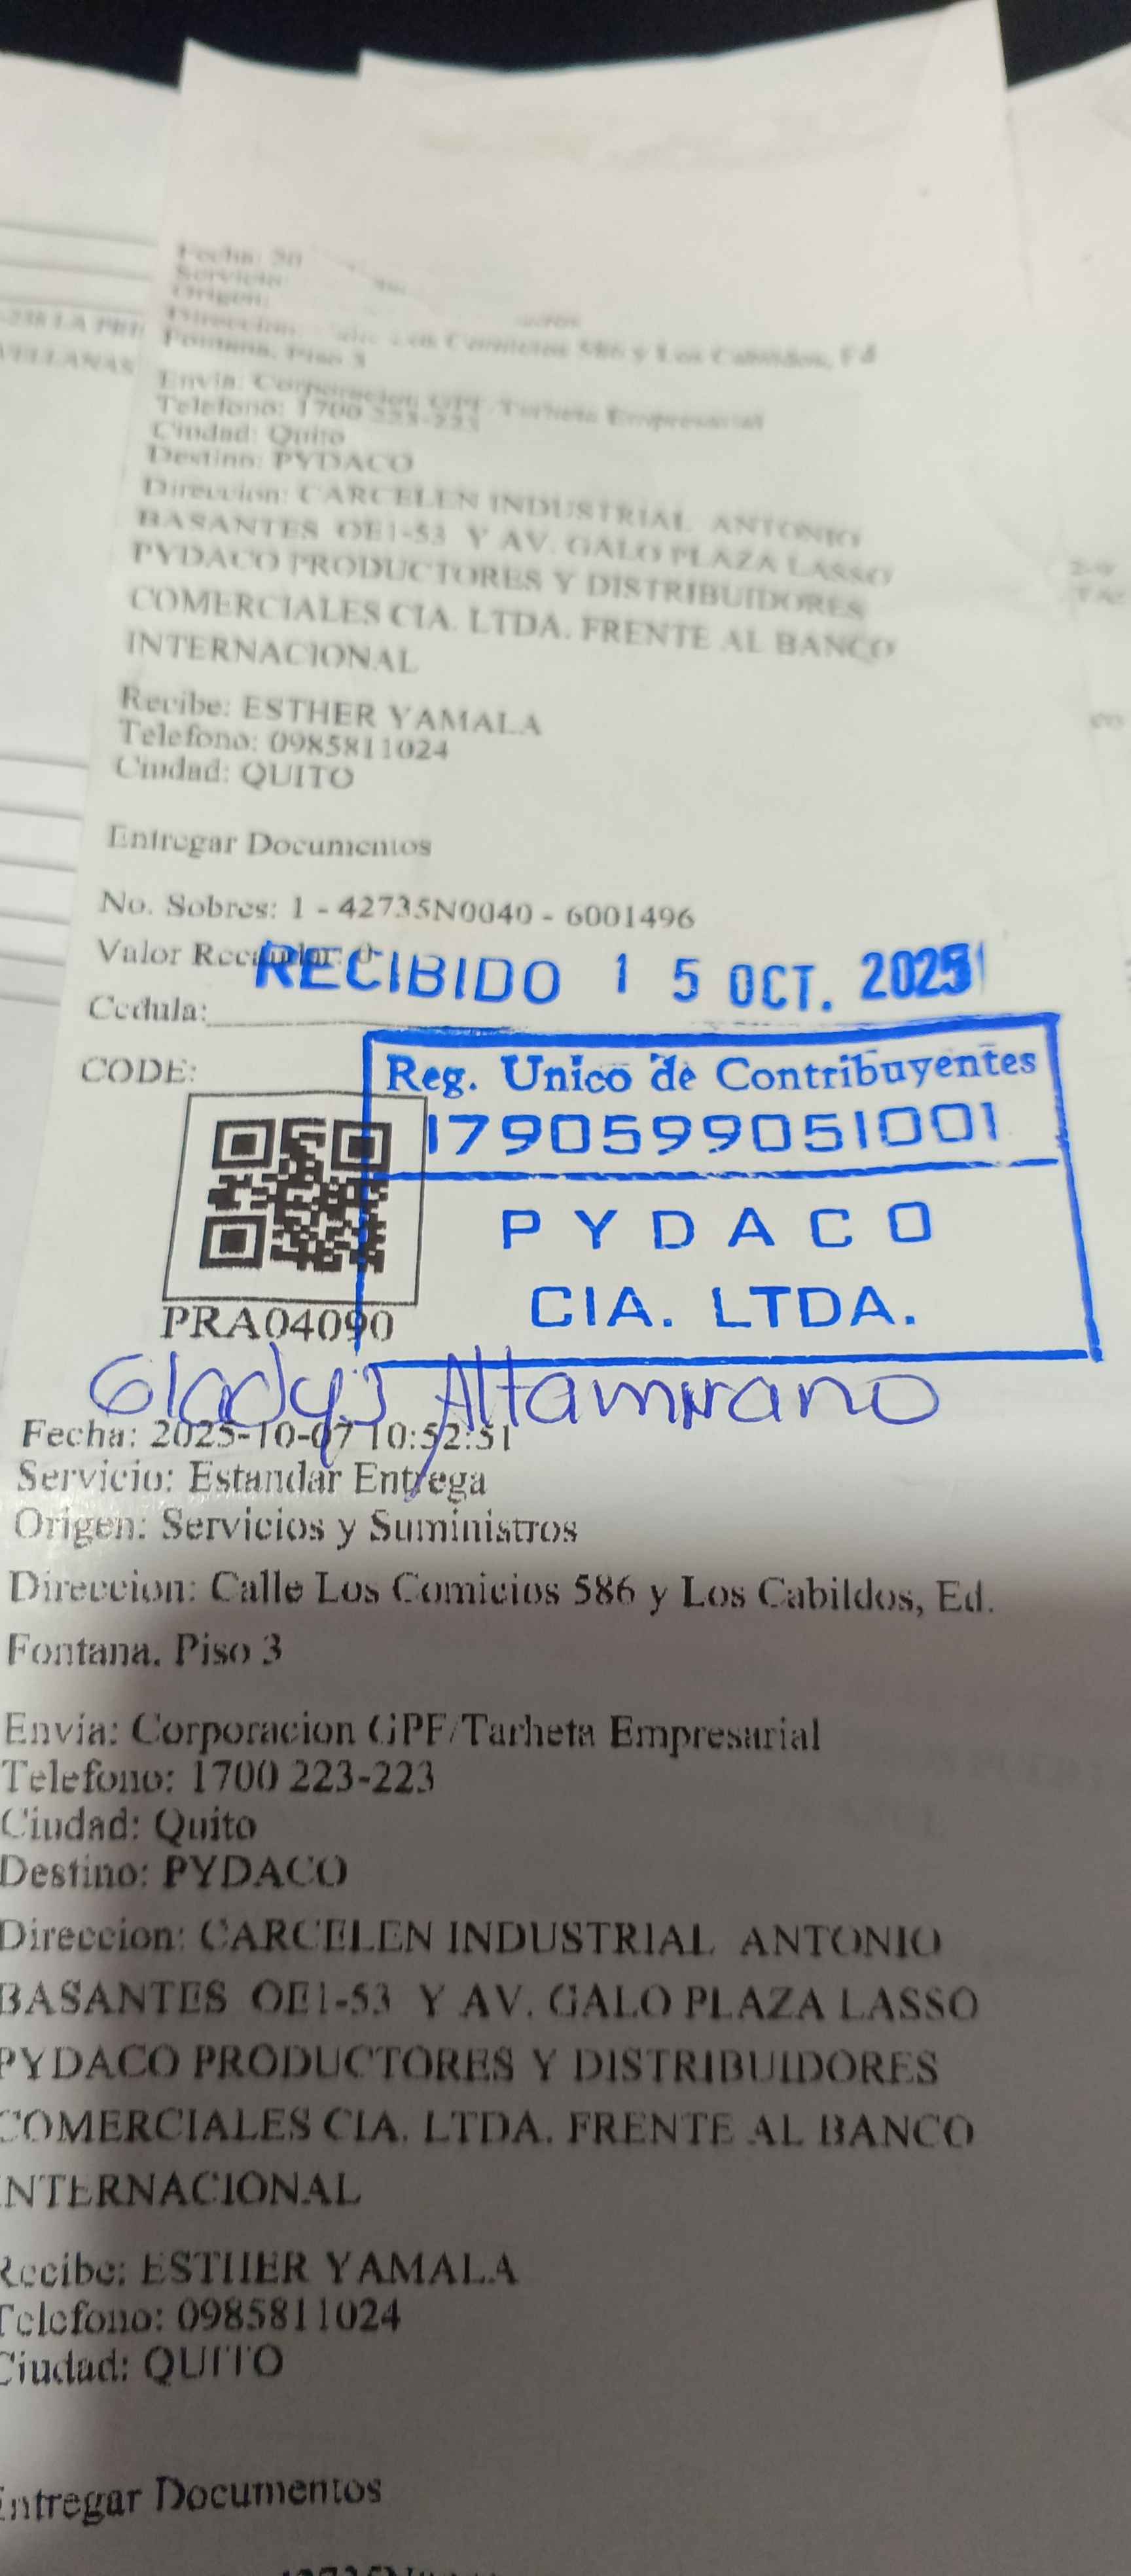 Fecha: 20
Servicio:
Origen:
Direccion: Los Comicios 586 y Los Cabildos, Ed
Fontana, Piso 3
Envia: Corporacion GPF/Tarheta Empresarial
Telefono: 1700 223-223
Ciudad: Quito
Destino: PYDACO
Direccion: CARCELEN INDUSTRIAL ANTONIO
BASANTES OE1-53 Y AV. GALO PLAZA LASSO
PYDACO PRODUCTORES Y DISTRIBUIDORES
COMERCIALES CIA. LTDA. FRENTE AL BANCO
INTERNACIONAL
Recibe: ESTHER YAMALA
Telefono: 0985811024
Ciudad: QUITO
Entregar Documentos
No. Sobres: 1 - 42735N0040 - 6001496
Valor Recaudar: 0
RECIBIDO 1 5 OCT. 2025
Cedula:
CODE:
Reg. Unico de Contribuyentes
1790599051001
PYDACO
CIA. LTDA.
PRA04090
Gladys Altamirano
Fecha: 2025-10-07 10:52:51
Servicio: Estandar Entrega
Origen: Servicios y Suministros
Direccion: Calle Los Comicios 586 y Los Cabildos, Ed.
Fontana, Piso 3
Envia: Corporacion GPF/Tarheta Empresarial
Telefono: 1700 223-223
Ciudad: Quito
Destino: PYDACO
Direccion: CARCELEN INDUSTRIAL ANTONIO
BASANTES OE1-53 Y AV. GALO PLAZA LASSO
PYDACO PRODUCTORES Y DISTRIBUIDORES
COMERCIALES CIA. LTDA. FRENTE AL BANCO
INTERNACIONAL
Recibe: ESTHER YAMALA
Telefono: 0985811024
Ciudad: QUITO
Entregar Documentos